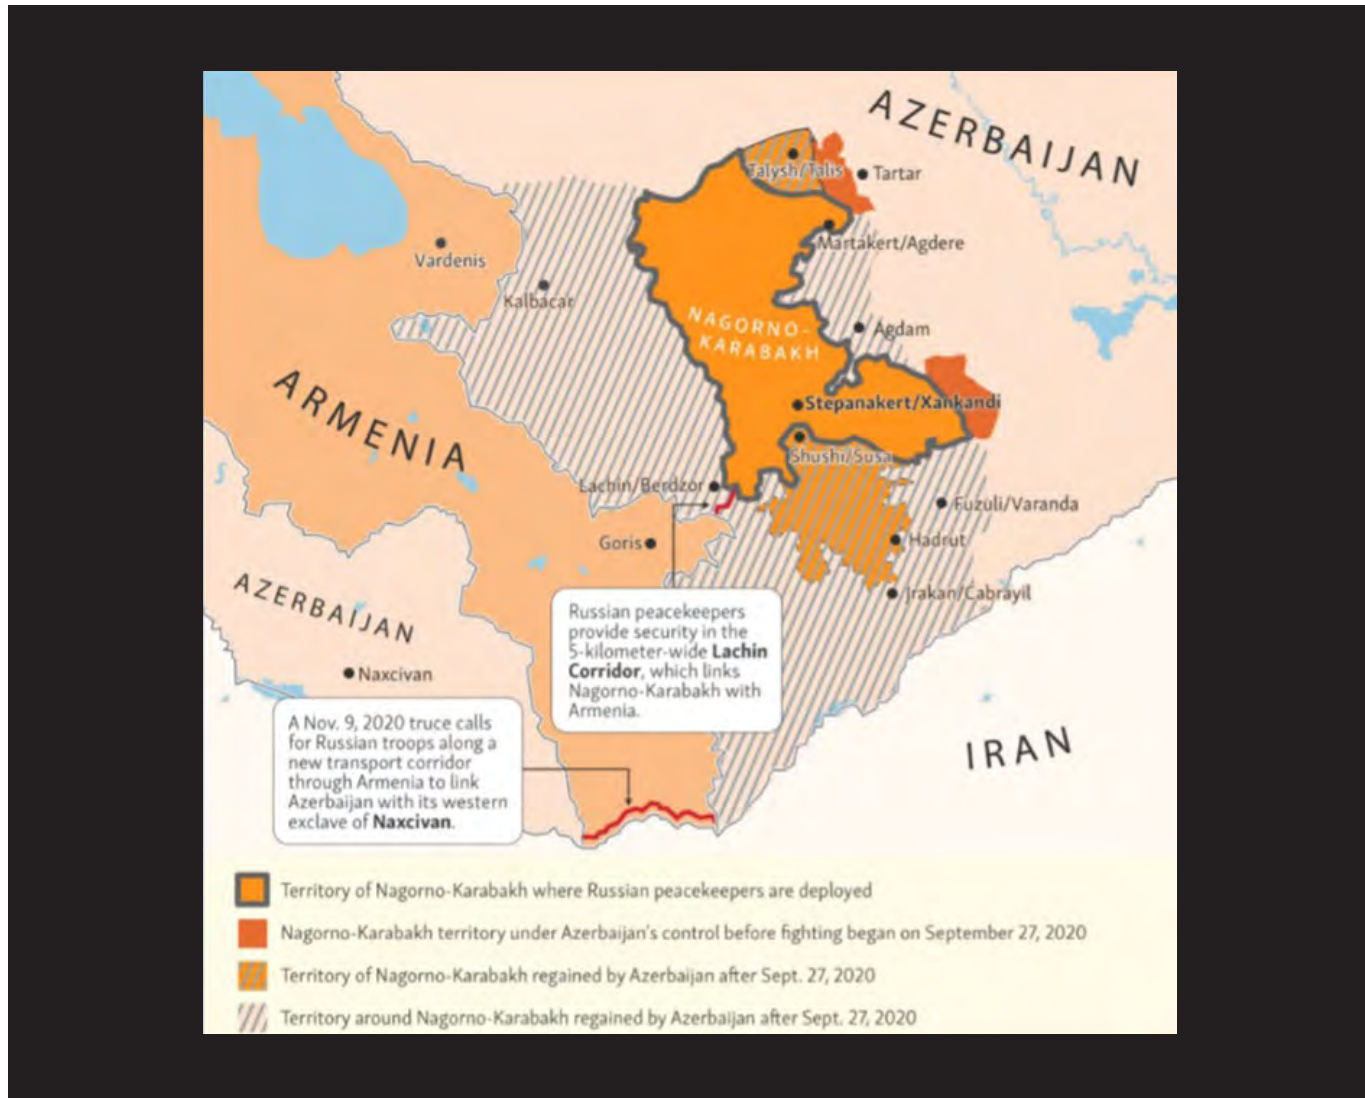 AZERBAIJAN
Talysh/Talis
Tartar
Martakert/Agdere
Vardenis
Kalbacar
NAGORNO-
KARABAKH
Agdam
ARMENIA
Stepanakert/Xankandi
Shushi/Susa
Lachin/Berdzor
Fuzuli/Varanda
Goris
Hadrut
Jrakan/Cabrayil
AZERBAIJAN
Naxcivan
Russian peacekeepers
provide security in the
5-kilometer-wide Lachin
Corridor, which links
Nagorno-Karabakh with
Armenia.
A Nov. 9, 2020 truce calls
for Russian troops along a
new transport corridor
through Armenia to link
Azerbaijan with its western
exclave of Naxcivan.
IRAN
Territory of Nagorno-Karabakh where Russian peacekeepers are deployed
Nagorno-Karabakh territory under Azerbaijan's control before fighting began on September 27, 2020
Territory of Nagorno-Karabakh regained by Azerbaijan after Sept. 27, 2020
Territory around Nagorno-Karabakh regained by Azerbaijan after Sept. 27, 2020